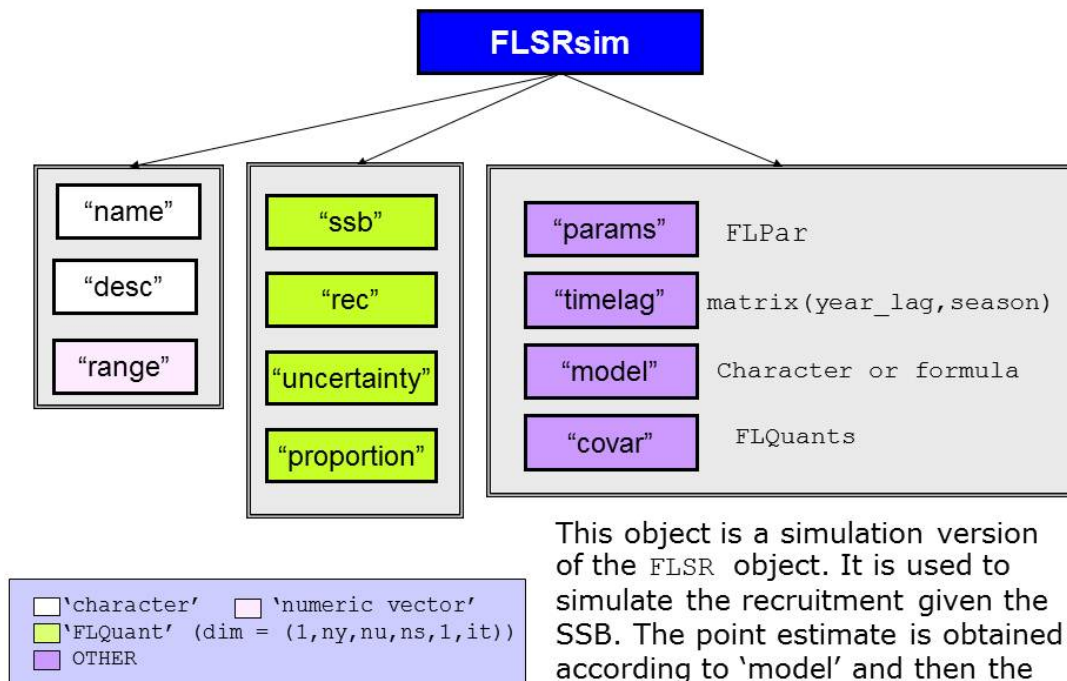 FLSRsim
“name”
“desc”
“range”
“ssb”
“rec”
“uncertainty”
“proportion”
“params” FLPar
“timelag” matrix(year_lag,season)
“model” Character or formula
“covar” FLQuants
‘character’ ‘numeric vector’
‘FLQuant’ (dim = (1,ny,nu,ns,1,it))
OTHER
This object is a simulation version
of the FLSR object. It is used to
simulate the recruitment given the
SSB. The point estimate is obtained
according to ‘model’ and then the